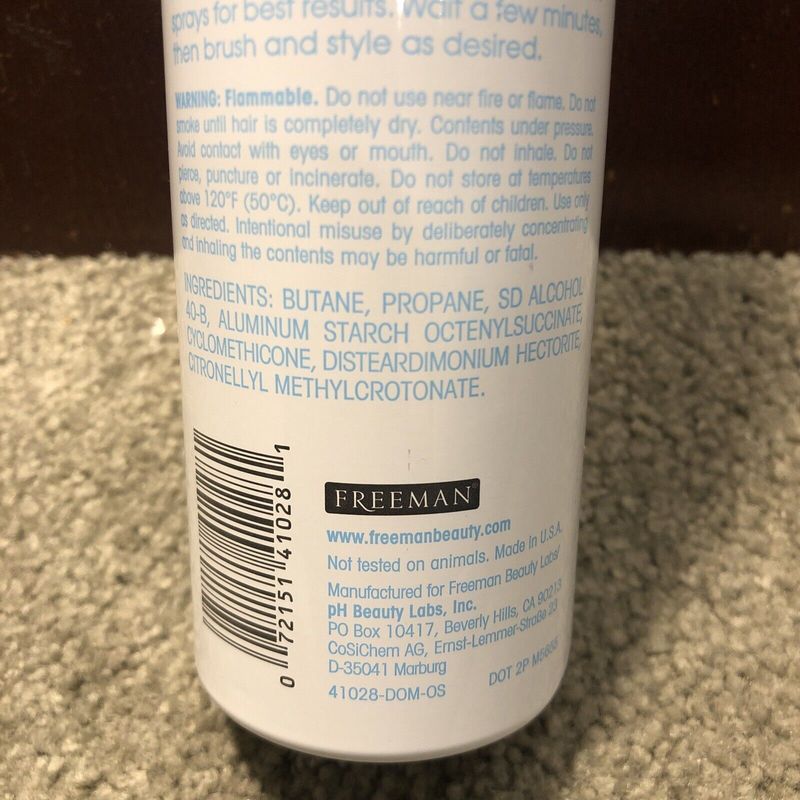 sprays for best results. Wait a few minutes,
then brush and style as desired.
WARNING: Flammable. Do not use near fire or flame. Do not
smoke until hair is completely dry. Contents under pressure.
Avoid contact with eyes or mouth. Do not inhale. Do not
pierce, puncture or incinerate. Do not store at temperatures
above 120°F (50°C). Keep out of reach of children. Use only
as directed. Intentional misuse by deliberately concentrating
and inhaling the contents may be harmful or fatal.
INGREDIENTS: BUTANE, PROPANE, SD ALCOHOL
40-B, ALUMINUM STARCH OCTENYLSUCCINATE,
CYCLOMETHICONE, DISTEARDIMONIUM HECTORITE,
CITRONELLYL METHYLCROTONATE.
0 72151 41028 1
FREEMAN®
www.freemanbeauty.com
Not tested on animals. Made in U.S.A.
Manufactured for Freeman Beauty Labs/
pH Beauty Labs, Inc.
PO Box 10417, Beverly Hills, CA 90213
CoSiChem AG, Ernst-Lemmer-Straße 23
D-35041 Marburg
41028-DOM-OS
DOT 2P